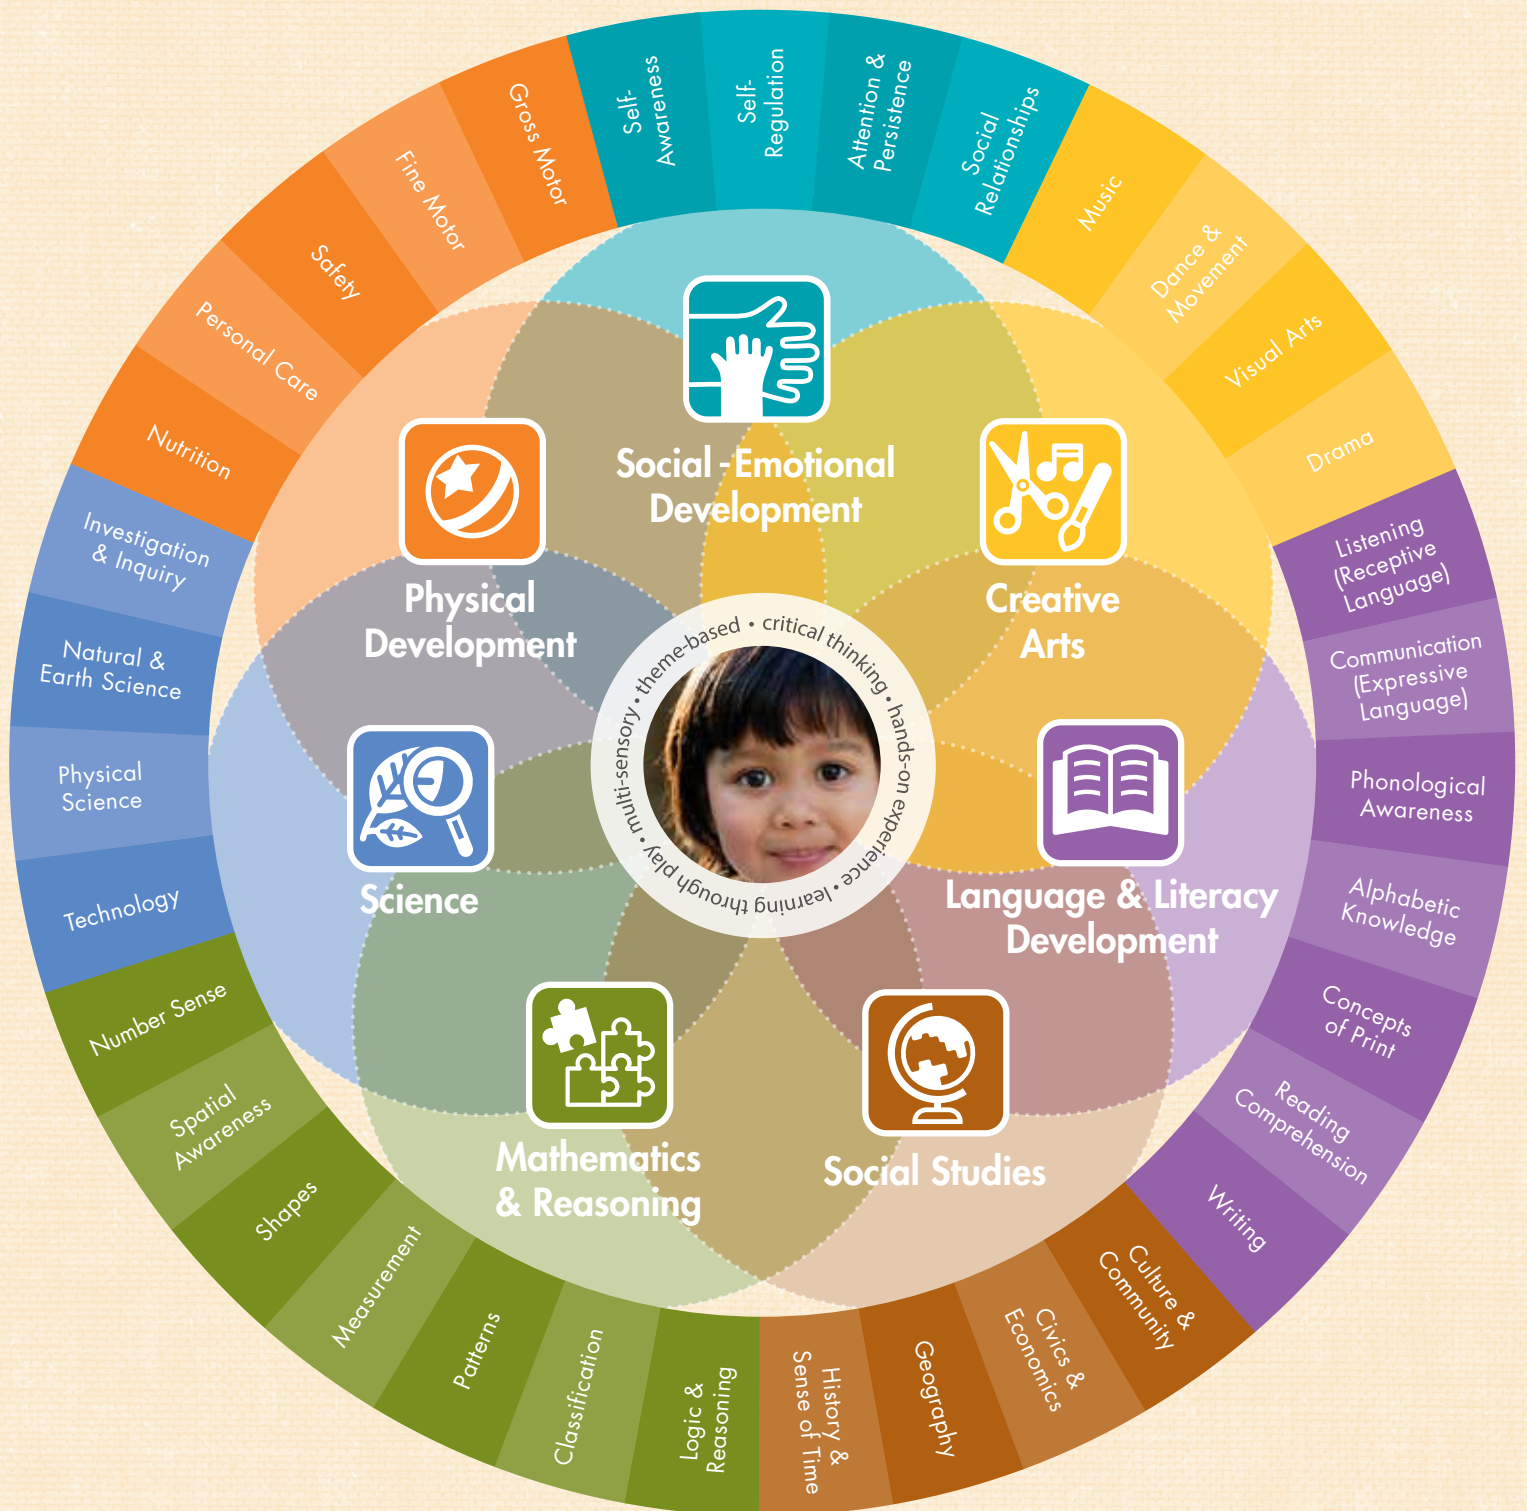 Self-
Awareness
Self-
Regulation
Attention &
Persistence
Social
Relationships
Music
Dance &
Movement
Visual Arts
Drama
Listening
(Receptive
Language)
Communication
(Expressive
Language)
Phonological
Awareness
Alphabetic
Knowledge
Concepts
of Print
Reading
Comprehension
Writing
Culture &
Community
Civics &
Economics
Geography
History &
Sense of Time
Logic &
Reasoning
Classification
Patterns
Measurement
Shapes
Spatial
Awareness
Number Sense
Technology
Physical
Science
Natural &
Earth Science
Investigation
& Inquiry
Nutrition
Personal Care
Safety
Fine Motor
Gross Motor
Social-Emotional
Development
Creative
Arts
Language & Literacy
Development
Social Studies
Mathematics
& Reasoning
Science
Physical
Development
critical thinking • hands-on experience • learning through play • multi-sensory • theme-based •